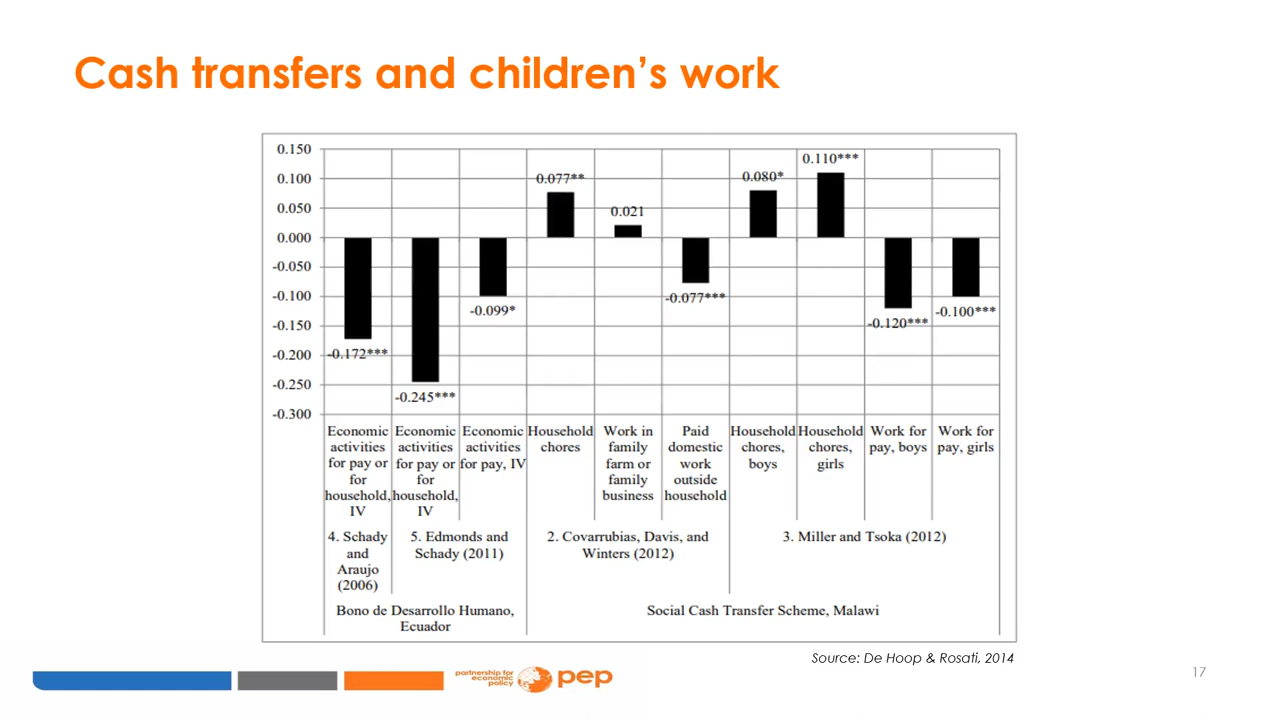 Cash transfers and children's work
0.150
0.100
0.050
0.000
-0.050
-0.100
-0.150
-0.200
-0.250
-0.300
-0.172***
-0.245***
-0.099*
0.077**
0.021
-0.077***
0.080*
0.110***
-0.120***
-0.100***
Economic
activities
for pay or
for
household,
IV
Economic
activities
for pay or
for
household,
IV
Economic
activities
for pay, IV
Household
chores
Work in
family
farm or
family
business
Paid
domestic
work
outside
household
Household
chores,
boys
Household
chores,
girls
Work for
pay, boys
Work for
pay, girls
4. Schady
and
Araujo
(2006)
5. Edmonds and
Schady (2011)
2. Covarrubias, Davis, and
Winters (2012)
3. Miller and Tsoka (2012)
Bono de Desarrollo Humano,
Ecuador
Social Cash Transfer Scheme, Malawi
Source: De Hoop & Rosati, 2014
partnership for
economic
policy
pep
17